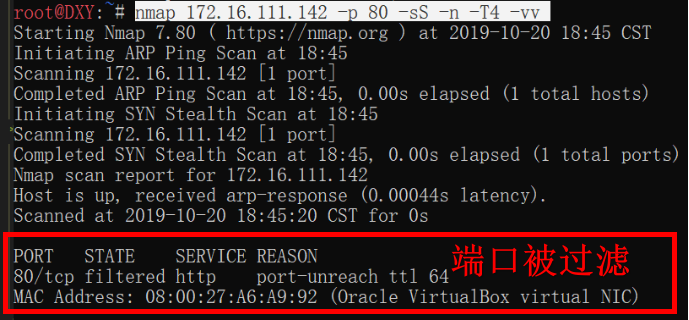 root@DXY:~# nmap 172.16.111.142 -p 80 -sS -n -T4 -vv
Starting Nmap 7.80 ( https://nmap.org ) at 2019-10-20 18:45 CST
Initiating ARP Ping Scan at 18:45
Scanning 172.16.111.142 [1 port]
Completed ARP Ping Scan at 18:45, 0.00s elapsed (1 total hosts)
Initiating SYN Stealth Scan at 18:45
Scanning 172.16.111.142 [1 port]
Completed SYN Stealth Scan at 18:45, 0.00s elapsed (1 total ports)
Nmap scan report for 172.16.111.142
Host is up, received arp-response (0.00044s latency).
Scanned at 2019-10-20 18:45:20 CST for 0s
PORT   STATE    SERVICE REASON
80/tcp filtered http    port-unreach ttl 64 端口被过滤
MAC Address: 08:00:27:A6:A9:92 (Oracle VirtualBox virtual NIC)